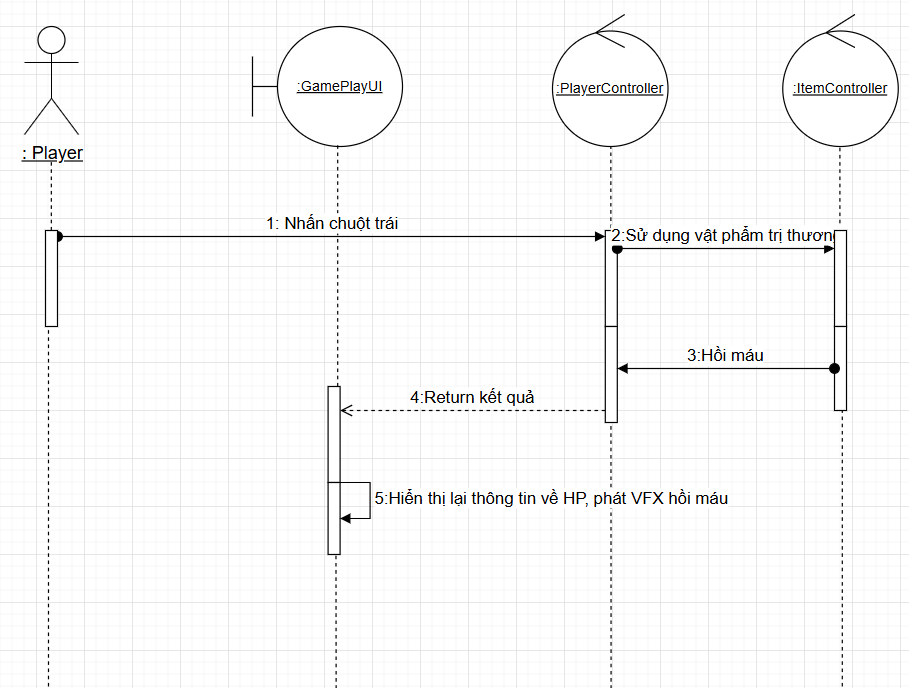 :GamePlayUI
:PlayerController
:ItemController
: Player
1: Nhấn chuột trái
2:Sử dụng vật phẩm trị thương
3:Hồi máu
4:Return kết quả
5:Hiển thị lại thông tin về HP, phát VFX hồi máu